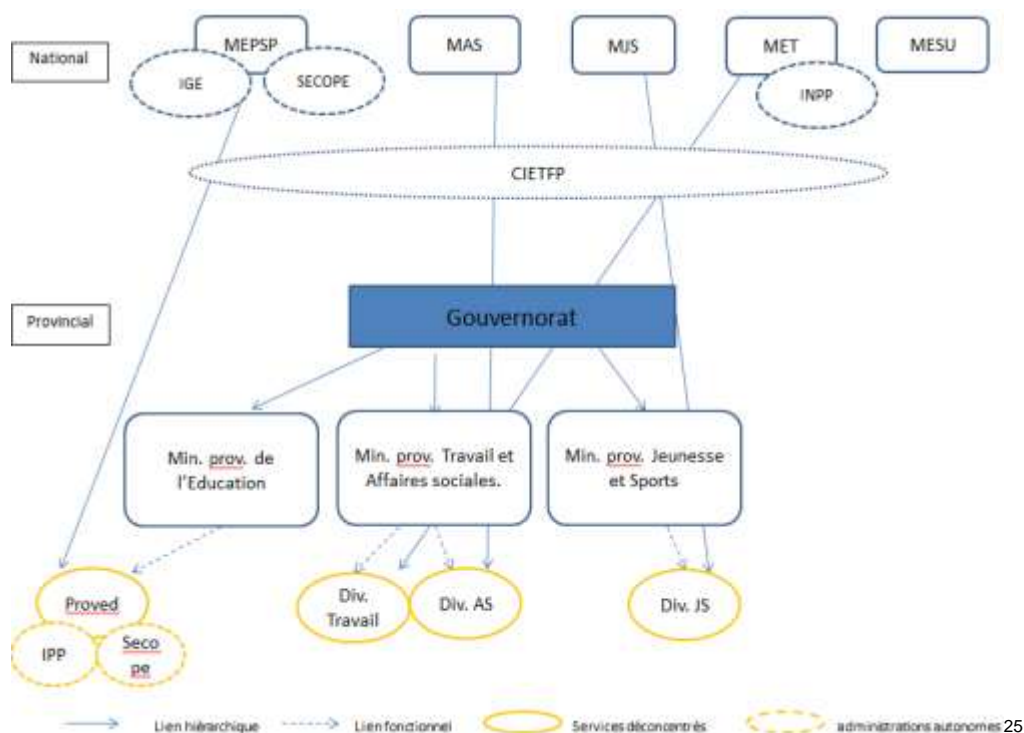 National
MEPSP
MAS
MJS
MET
MESU
IGE
SECOPE
INPP
CIETFP
Provincial
Gouvernorat
Min. prov. de
l'Education
Min. prov. Travail et
Affaires sociales.
Min. prov. Jeunesse
et Sports
Proved
IPP
Seco
pe
Div.
Travail
Div. AS
Div. JS
Lien hiérarchique
Lien fonctionnel
Services déconcentrés
administrations autonomes 25